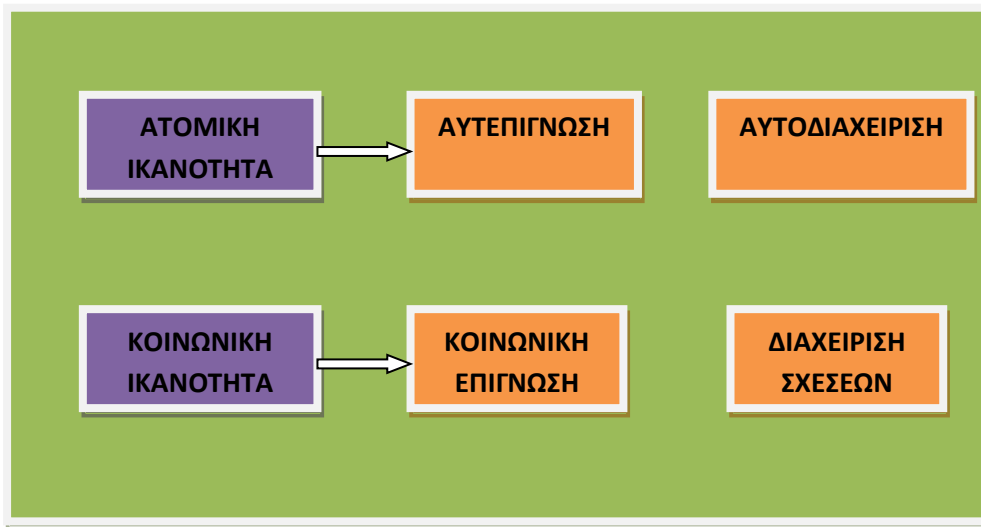 ΑΤΟΜΙΚΗ
ΙΚΑΝΟΤΗΤΑ
ΑΥΤΕΠΙΓΝΩΣΗ
ΑΥΤΟΔΙΑΧΕΙΡΙΣΗ
ΚΟΙΝΩΝΙΚΗ
ΙΚΑΝΟΤΗΤΑ
ΚΟΙΝΩΝΙΚΗ
ΕΠΙΓΝΩΣΗ
ΔΙΑΧΕΙΡΙΣΗ
ΣΧΕΣΕΩΝ